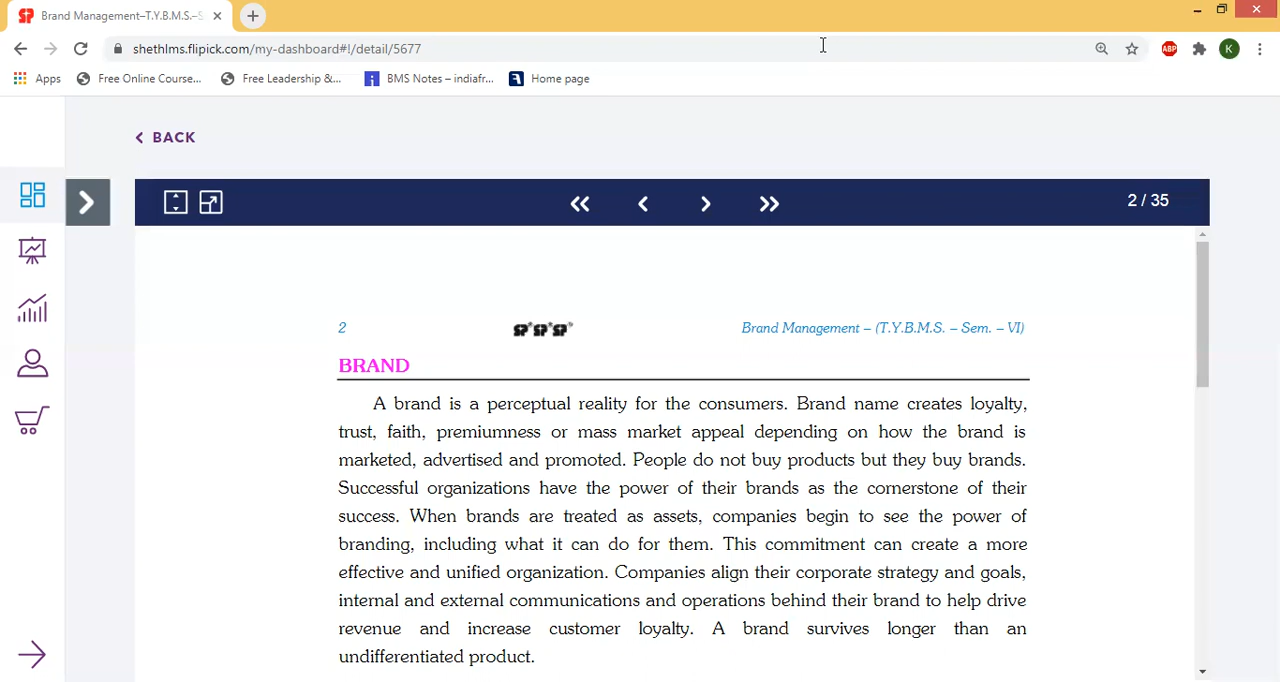 Brand Management–T.Y.B.M.S.–S
shethlms.flipick.com/my-dashboard#!/detail/5677
ABP
K
Apps
Free Online Course...
Free Leadership &...
BMS Notes – indiafr...
Home page
BACK
2 / 35
2
Brand Management – (T.Y.B.M.S. – Sem. – VI)
BRAND
A brand is a perceptual reality for the consumers. Brand name creates loyalty,
trust, faith, premiumness or mass market appeal depending on how the brand is
marketed, advertised and promoted. People do not buy products but they buy brands.
Successful organizations have the power of their brands as the cornerstone of their
success. When brands are treated as assets, companies begin to see the power of
branding, including what it can do for them. This commitment can create a more
effective and unified organization. Companies align their corporate strategy and goals,
internal and external communications and operations behind their brand to help drive
revenue and increase customer loyalty. A brand survives longer than an
undifferentiated product.